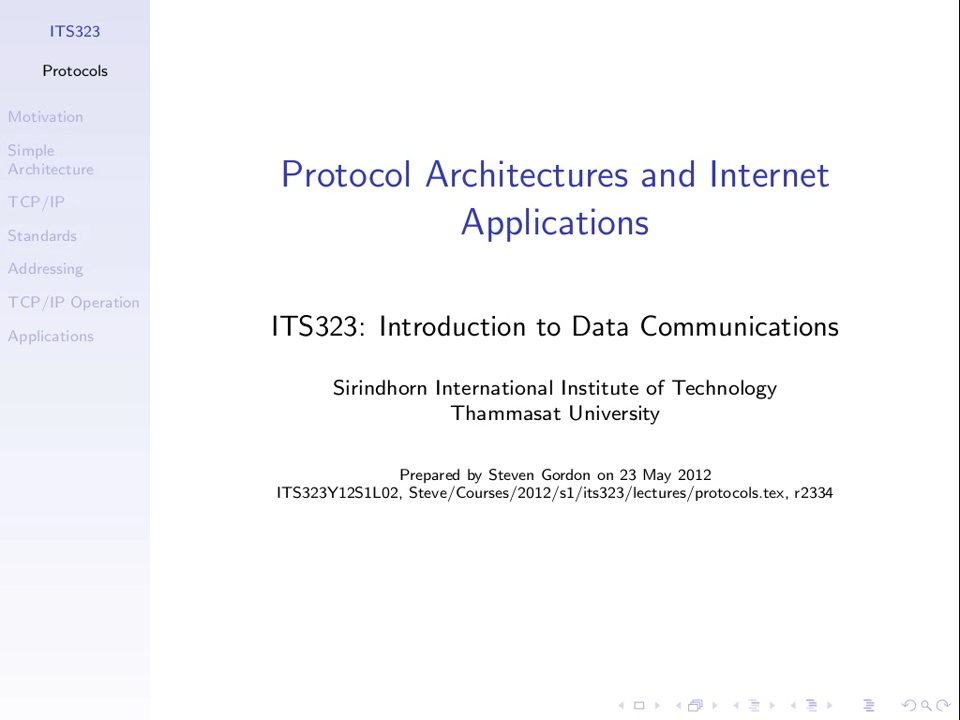 ITS323
Protocols
Motivation
Simple
Architecture
TCP/IP
Standards
Addressing
TCP/IP Operation
Applications
Protocol Architectures and Internet
Applications
ITS323: Introduction to Data Communications
Sirindhorn International Institute of Technology
Thammasat University
Prepared by Steven Gordon on 23 May 2012
ITS323Y12S1L02, Steve/Courses/2012/s1/its323/lectures/protocols.tex, r2334